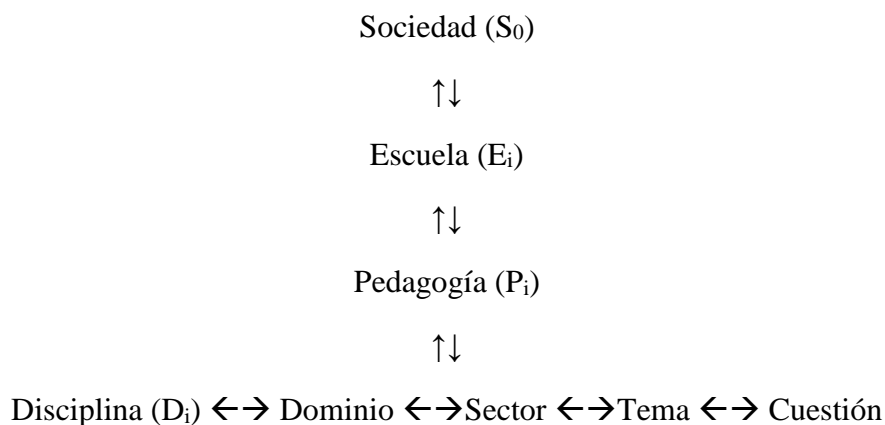 Sociedad (S₀)
↑↓
Escuela (Eᵢ)
↑↓
Pedagogía (Pᵢ)
↑↓
Disciplina (Dᵢ) ←→ Dominio ←→Sector ←→Tema ←→ Cuestión